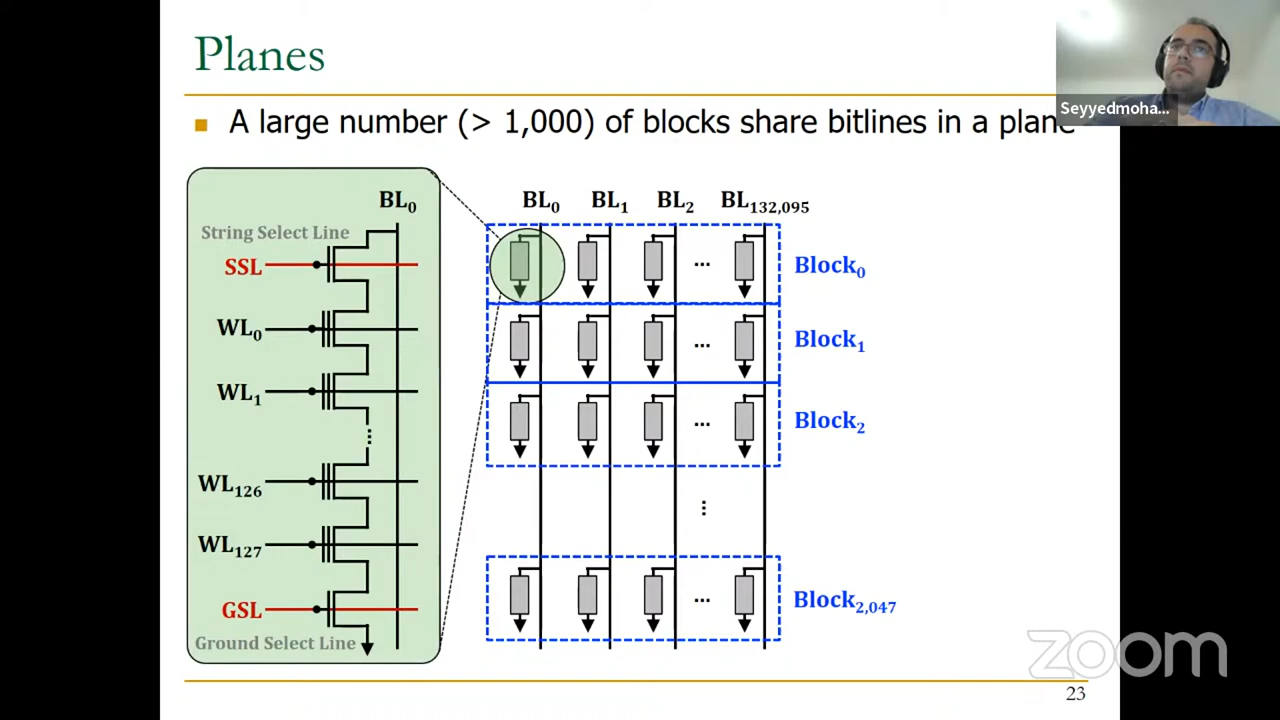 Planes
A large number (> 1,000) of blocks share bitlines in a plane
Seyyedmoha...
BL0
String Select Line
SSL
WL0
WL1
⋮
WL126
WL127
GSL
Ground Select Line
BL0 BL1 BL2 BL132,095
... Block0
... Block1
... Block2
⋮
... Block2,047
zoom
23